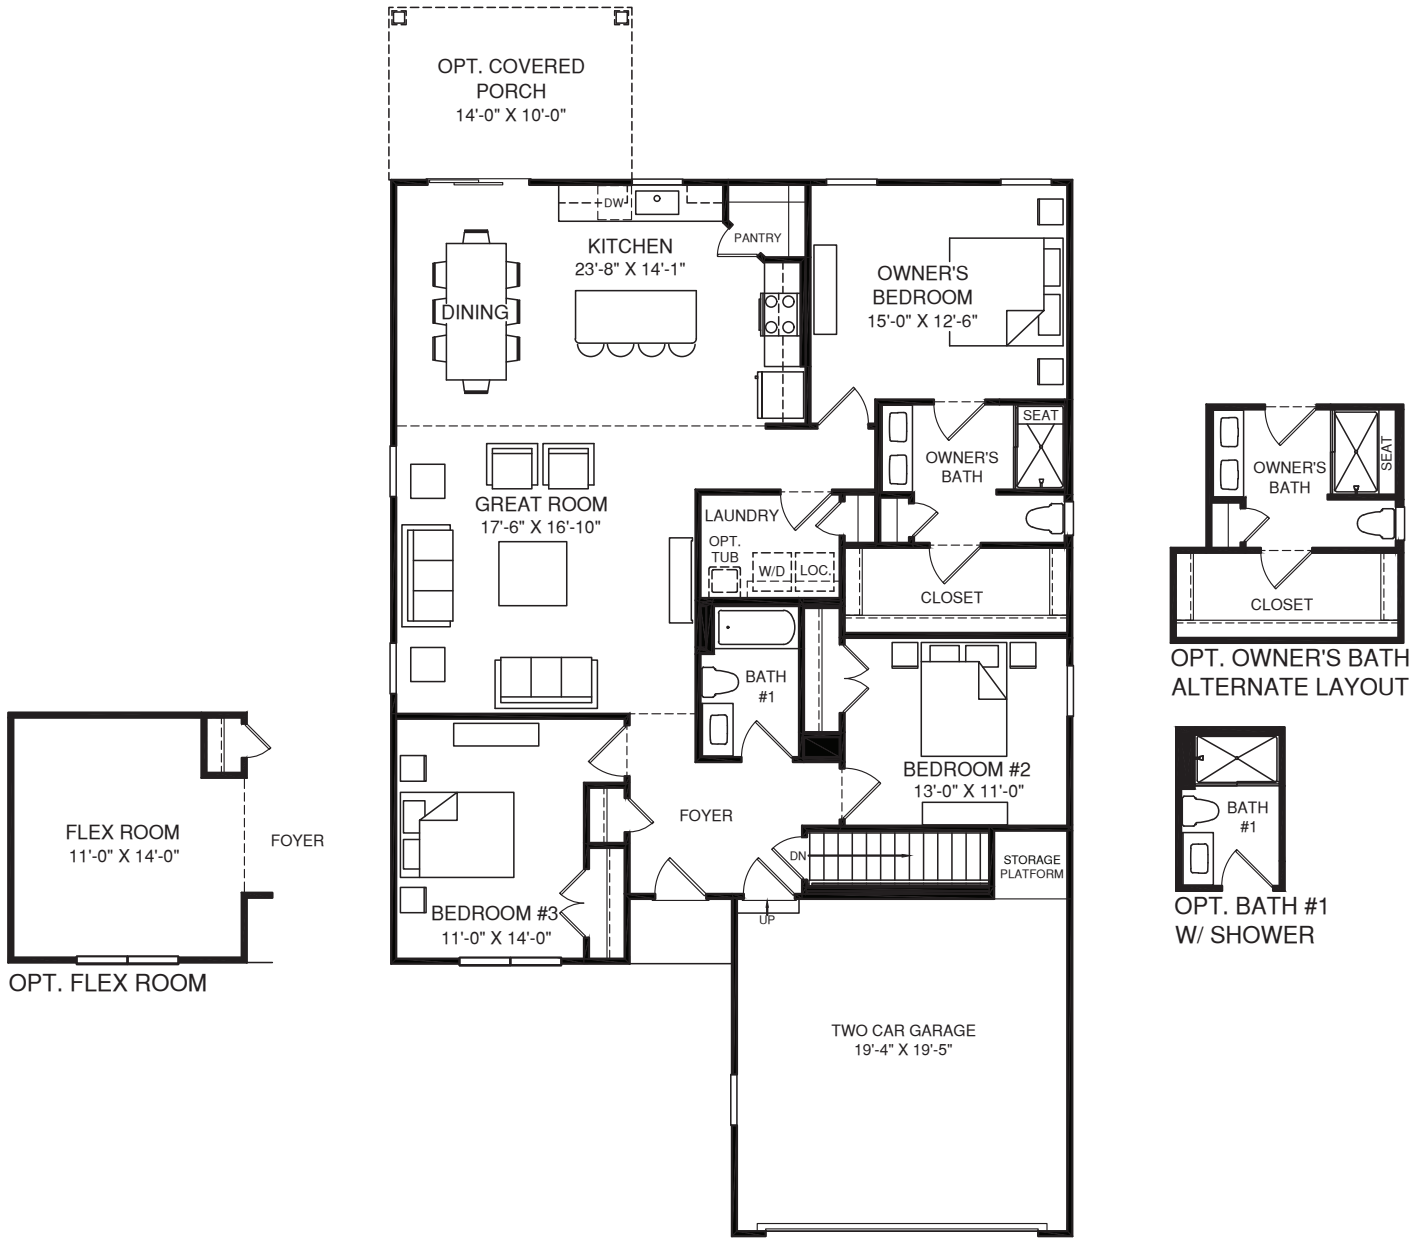 OPT. COVERED
PORCH
14'-0" X 10'-0"
DW
PANTRY
KITCHEN
23'-8" X 14'-1"
DINING
OWNER'S
BEDROOM
15'-0" X 12'-6"
SEAT
OWNER'S
BATH
GREAT ROOM
17'-6" X 16'-10"
LAUNDRY
OPT.
TUB
W/D
LOC.
CLOSET
BATH
#1
BEDROOM #2
13'-0" X 11'-0"
FOYER
DN
STORAGE
PLATFORM
UP
BEDROOM #3
11'-0" X 14'-0"
TWO CAR GARAGE
19'-4" X 19'-5"
FLEX ROOM
11'-0" X 14'-0"
FOYER
OPT. FLEX ROOM
OWNER'S
BATH
SEAT
CLOSET
OPT. OWNER'S BATH
ALTERNATE LAYOUT
BATH
#1
OPT. BATH #1
W/ SHOWER